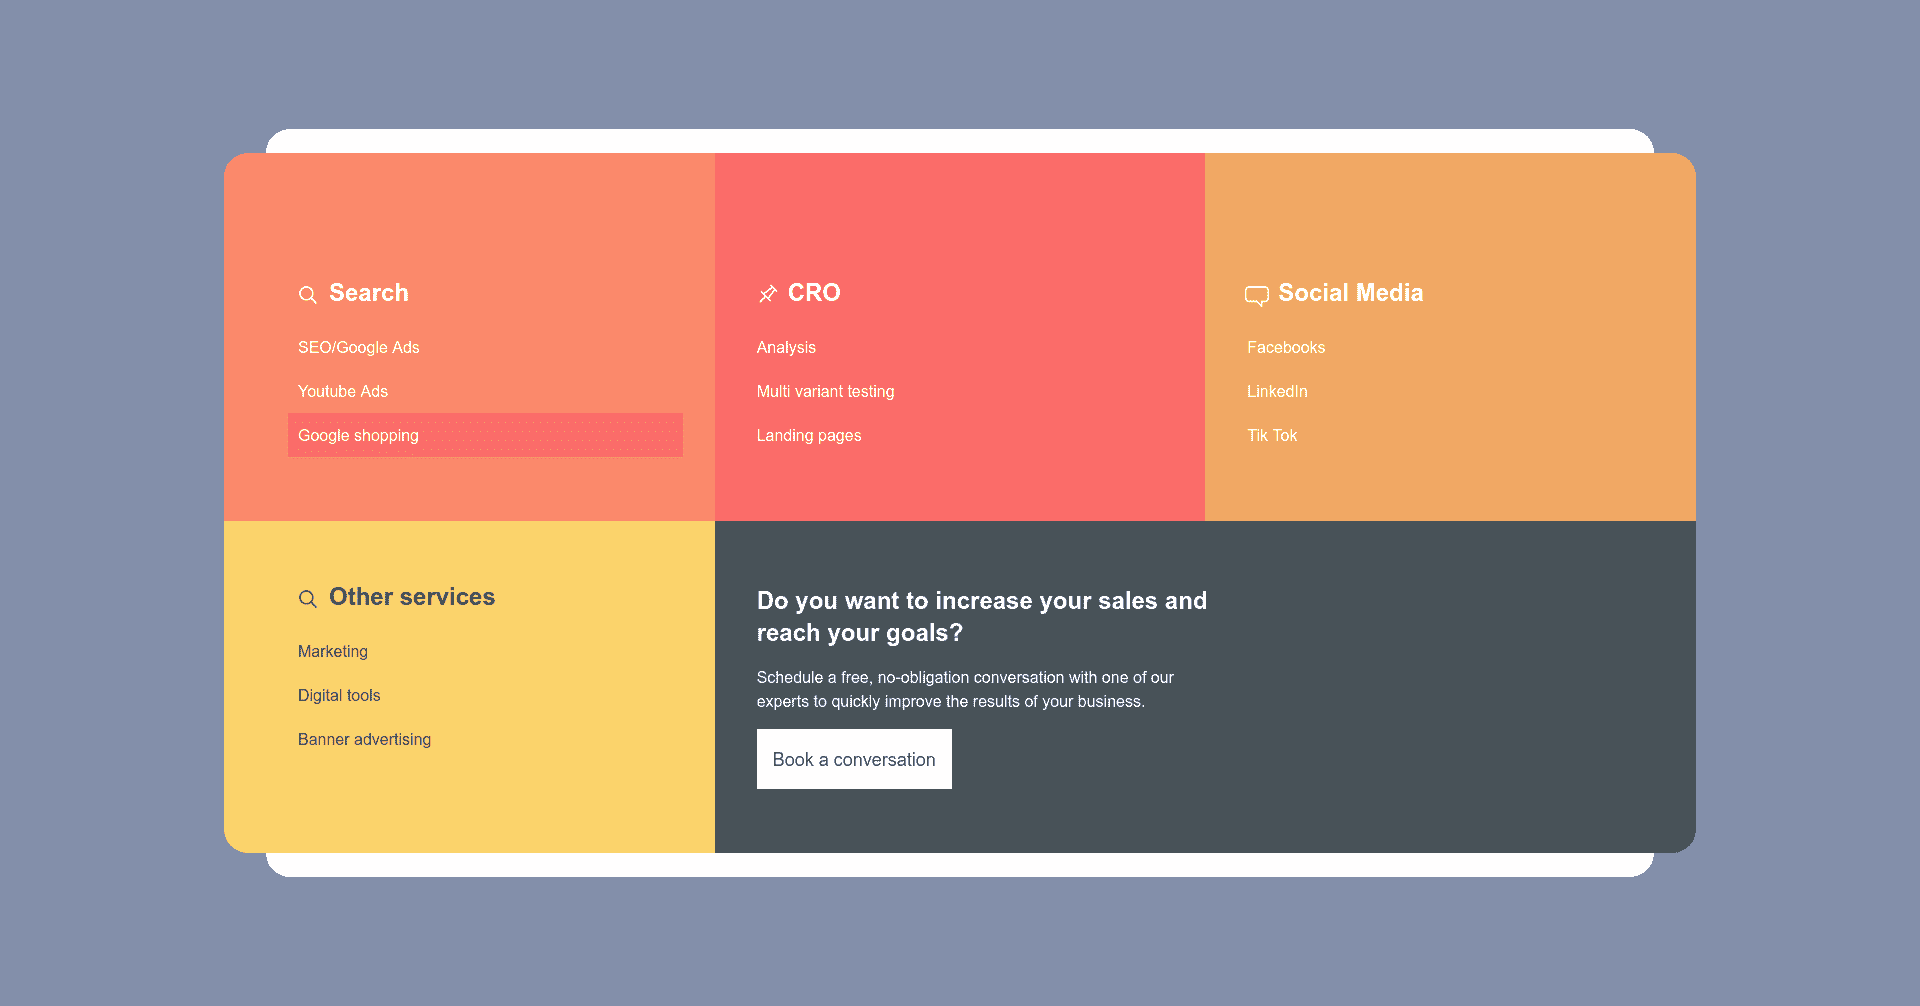 Search
SEO/Google Ads
Youtube Ads
Google shopping
CRO
Analysis
Multi variant testing
Landing pages
Social Media
Facebooks
LinkedIn
Tik Tok
Other services
Marketing
Digital tools
Banner advertising
Do you want to increase your sales and
reach your goals?
Schedule a free, no-obligation conversation with one of our
experts to quickly improve the results of your business.
Book a conversation